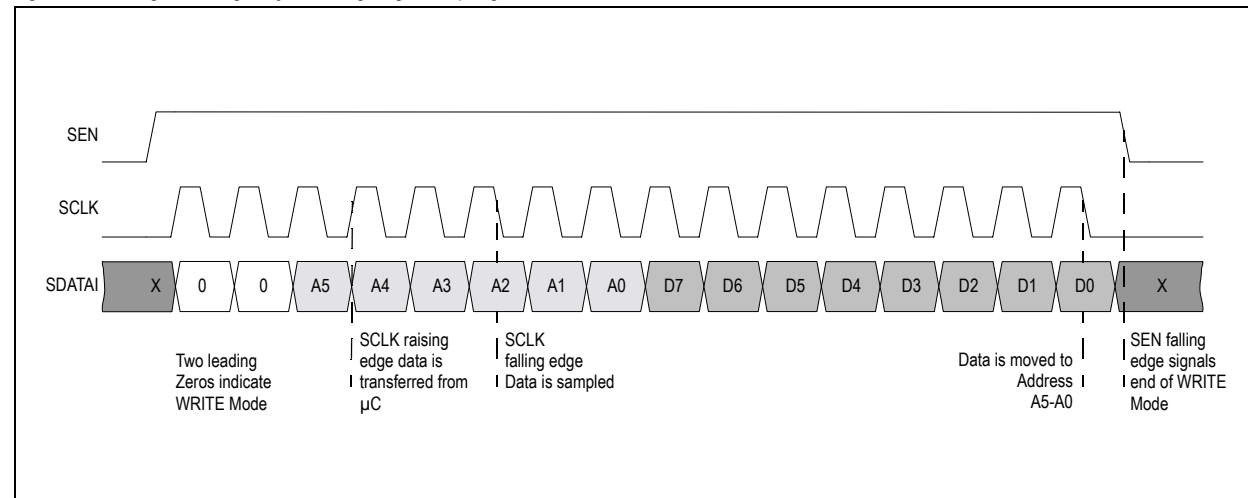 SEN
SCLK
SDATAI X 0 0 A5 A4 A3 A2 A1 A0 D7 D6 D5 D4 D3 D2 D1 D0 X
Two leading
Zeros indicate
WRITE Mode
SCLK raising
edge data is
transferred from
µC
SCLK
falling edge
Data is sampled
Data is moved to
Address
A5-A0
SEN falling
edge signals
end of WRITE
Mode